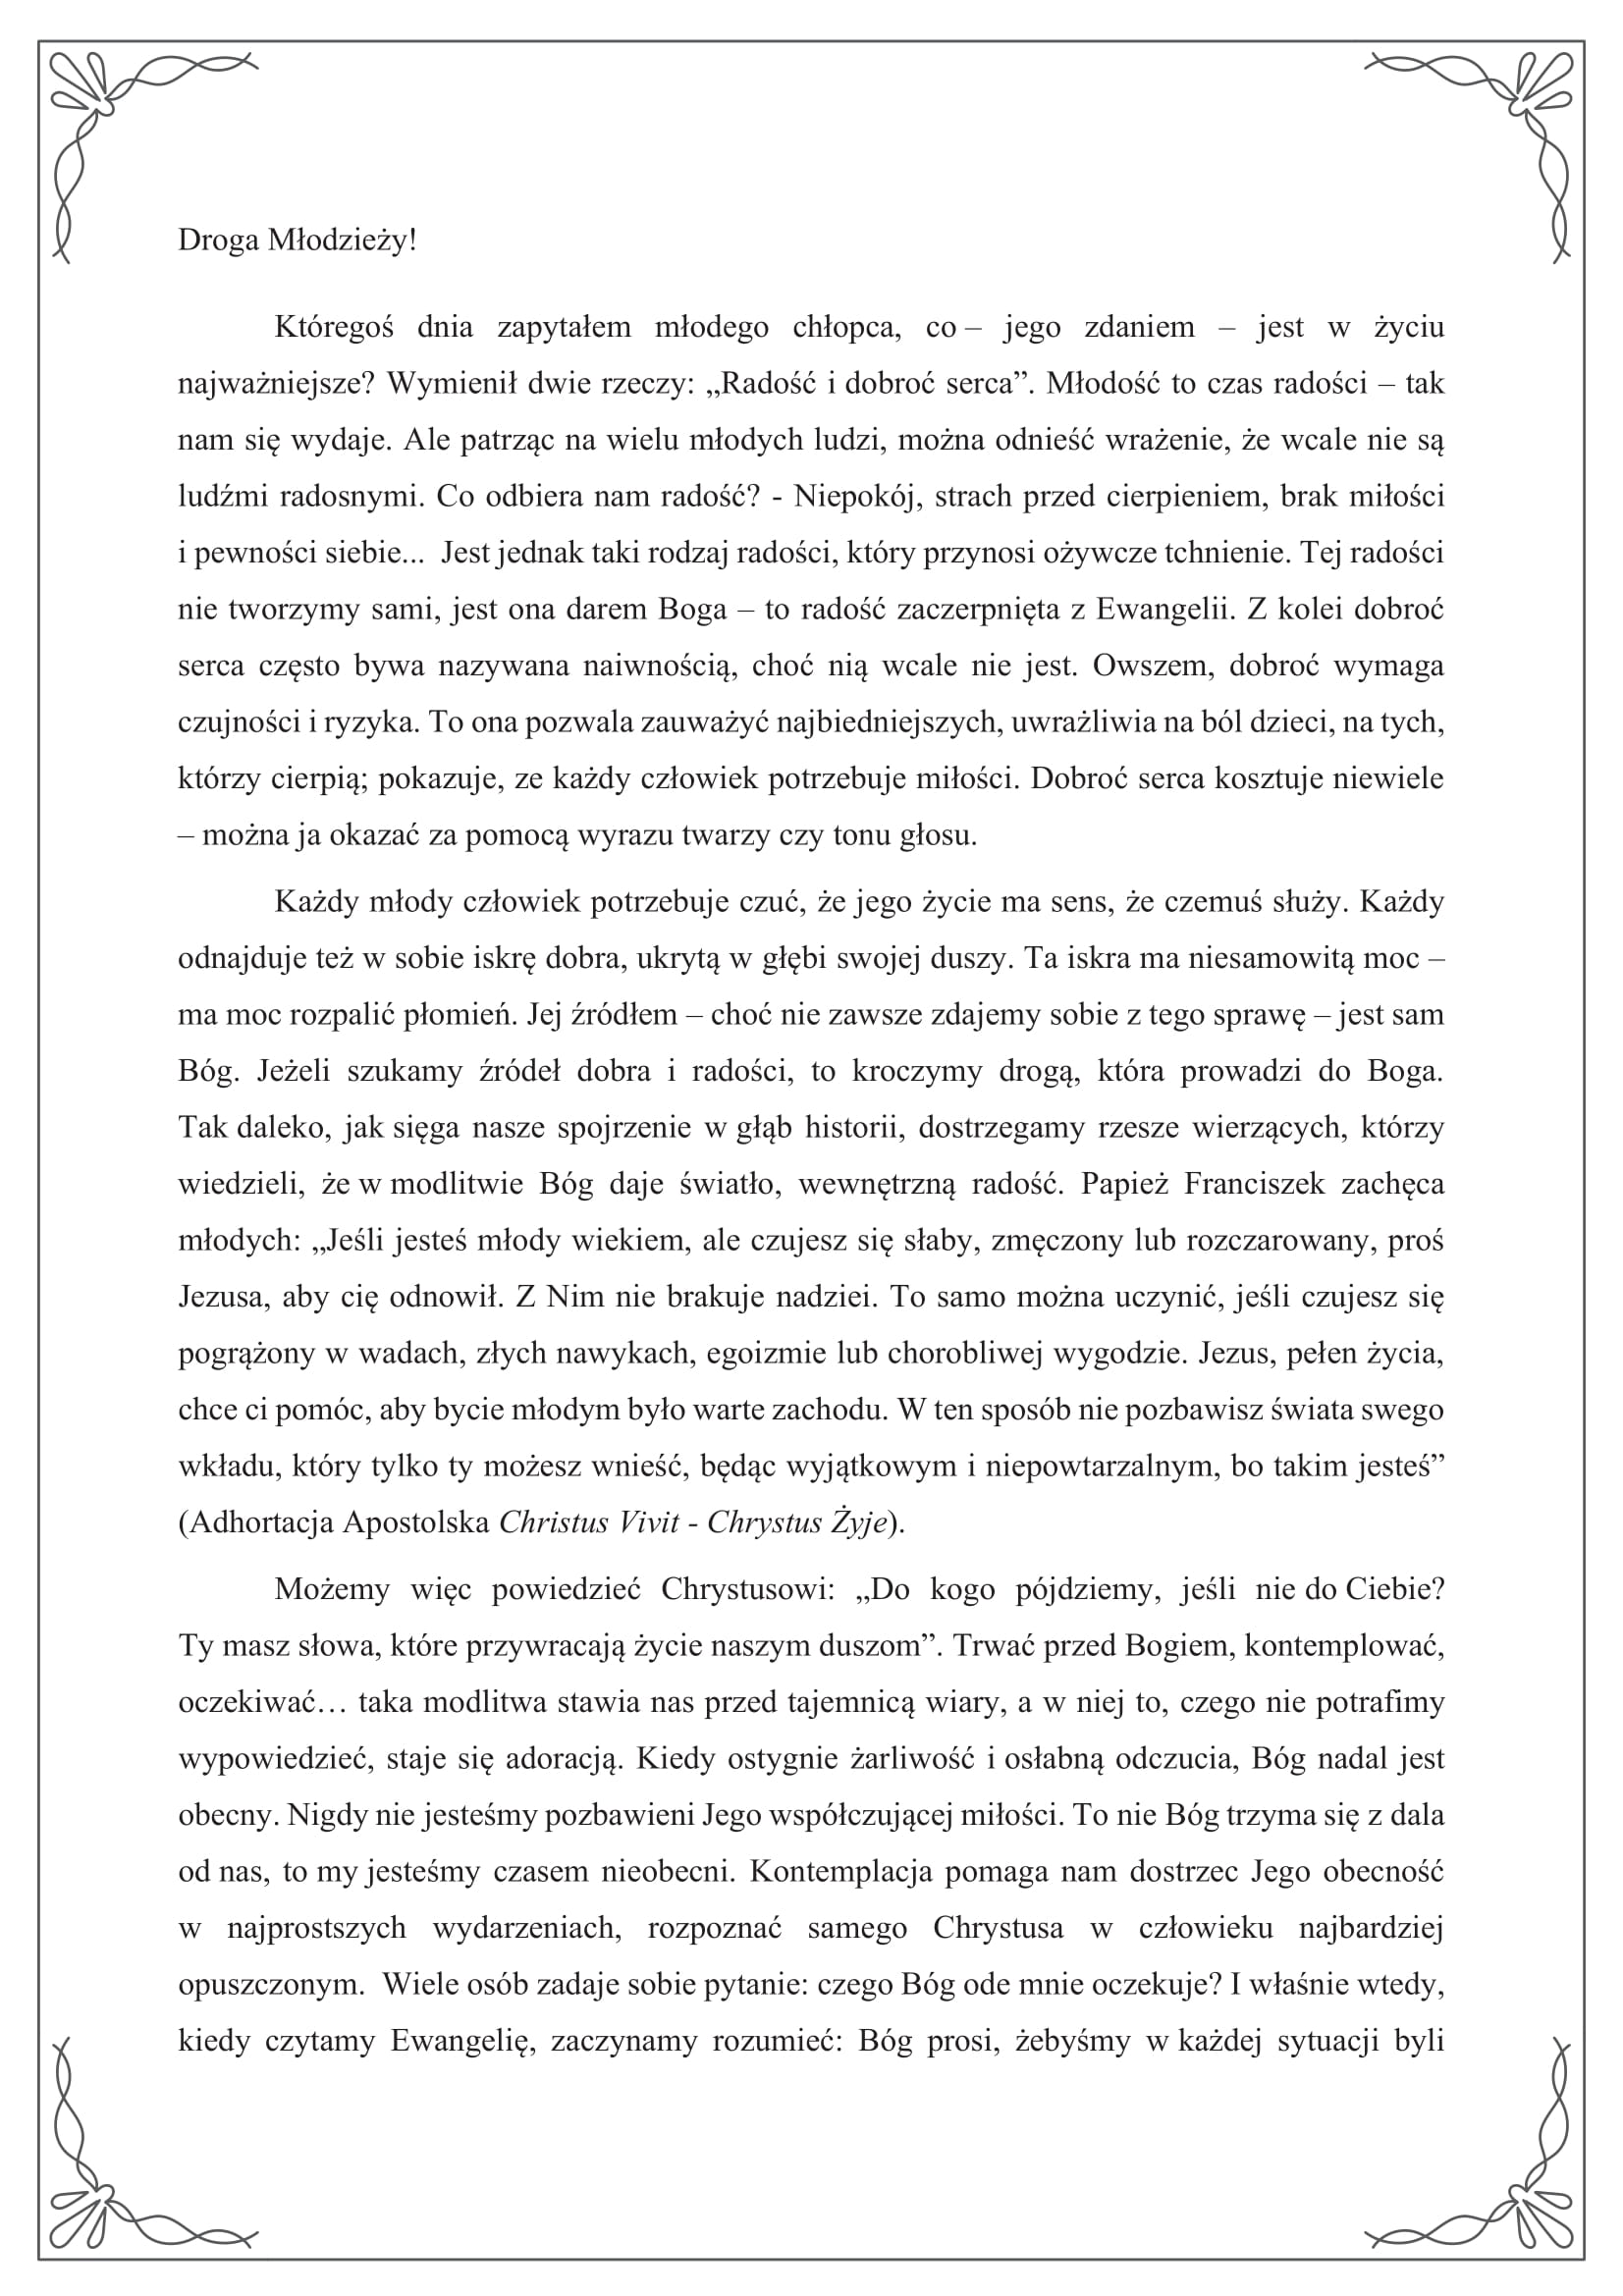 Droga Młodzieży!
Któregoś dnia zapytałem młodego chłopca, co – jego zdaniem – jest w życiu
najważniejsze? Wymienił dwie rzeczy: „Radość i dobroć serca”. Młodość to czas radości – tak
nam się wydaje. Ale patrząc na wielu młodych ludzi, można odnieść wrażenie, że wcale nie są
ludźmi radosnymi. Co odbiera nam radość? - Niepokój, strach przed cierpieniem, brak miłości
i pewności siebie...  Jest jednak taki rodzaj radości, który przynosi ożywcze tchnienie. Tej radości
nie tworzymy sami, jest ona darem Boga – to radość zaczerpnięta z Ewangelii. Z kolei dobroć
serca często bywa nazywana naiwnością, choć nią wcale nie jest. Owszem, dobroć wymaga
czujności i ryzyka. To ona pozwala zauważyć najbiedniejszych, uwrażliwia na ból dzieci, na tych,
którzy cierpią; pokazuje, ze każdy człowiek potrzebuje miłości. Dobroć serca kosztuje niewiele
– można ja okazać za pomocą wyrazu twarzy czy tonu głosu.
Każdy młody człowiek potrzebuje czuć, że jego życie ma sens, że czemuś służy. Każdy
odnajduje też w sobie iskrę dobra, ukrytą w głębi swojej duszy. Ta iskra ma niesamowitą moc –
ma moc rozpalić płomień. Jej źródłem – choć nie zawsze zdajemy sobie z tego sprawę – jest sam
Bóg. Jeżeli szukamy źródeł dobra i radości, to kroczymy drogą, która prowadzi do Boga.
Tak daleko, jak sięga nasze spojrzenie w głąb historii, dostrzegamy rzesze wierzących, którzy
wiedzieli, że w modlitwie Bóg daje światło, wewnętrzną radość. Papież Franciszek zachęca
młodych: „Jeśli jesteś młody wiekiem, ale czujesz się słaby, zmęczony lub rozczarowany, proś
Jezusa, aby cię odnowił. Z Nim nie brakuje nadziei. To samo można uczynić, jeśli czujesz się
pogrążony w wadach, złych nawykach, egoizmie lub chorobliwej wygodzie. Jezus, pełen życia,
chce ci pomóc, aby bycie młodym było warte zachodu. W ten sposób nie pozbawisz świata swego
wkładu, który tylko ty możesz wnieść, będąc wyjątkowym i niepowtarzalnym, bo takim jesteś”
(Adhortacja Apostolska Christus Vivit - Chrystus Żyje).
Możemy więc powiedzieć Chrystusowi: „Do kogo pójdziemy, jeśli nie do Ciebie?
Ty masz słowa, które przywracają życie naszym duszom”. Trwać przed Bogiem, kontemplować,
oczekiwać… taka modlitwa stawia nas przed tajemnicą wiary, a w niej to, czego nie potrafimy
wypowiedzieć, staje się adoracją. Kiedy ostygnie żarliwość i osłabną odczucia, Bóg nadal jest
obecny. Nigdy nie jesteśmy pozbawieni Jego współczującej miłości. To nie Bóg trzyma się z dala
od nas, to my jesteśmy czasem nieobecni. Kontemplacja pomaga nam dostrzec Jego obecność
w najprostszych wydarzeniach, rozpoznać samego Chrystusa w człowieku najbardziej
opuszczonym.  Wiele osób zadaje sobie pytanie: czego Bóg ode mnie oczekuje? I właśnie wtedy,
kiedy czytamy Ewangelię, zaczynamy rozumieć: Bóg prosi, żebyśmy w każdej sytuacji byli